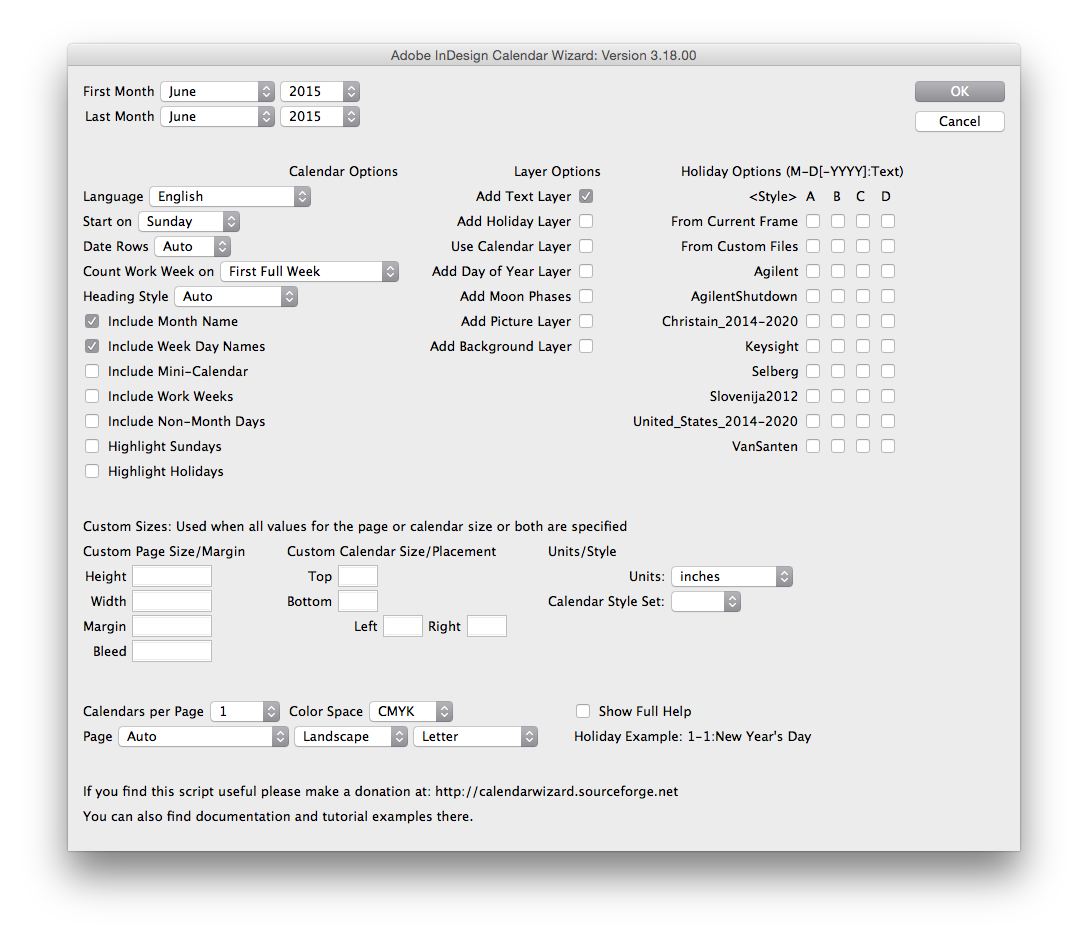 Adobe InDesign Calendar Wizard: Version 3.18.00
First Month June 2015 OK
Last Month June 2015 Cancel
Calendar Options Layer Options Holiday Options (M-D[-YYYY]:Text)
Language English Add Text Layer <Style> A B C D
Start on Sunday Add Holiday Layer From Current Frame
Date Rows Auto Use Calendar Layer From Custom Files
Count Work Week on First Full Week Add Day of Year Layer Agilent
Heading Style Auto Add Moon Phases AgilentShutdown
Include Month Name Add Picture Layer Christain_2014-2020
Include Week Day Names Add Background Layer Keysight
Include Mini-Calendar Selberg
Include Work Weeks Slovenija2012
Include Non-Month Days United_States_2014-2020
Highlight Sundays VanSanten
Highlight Holidays
Custom Sizes: Used when all values for the page or calendar size or both are specified
Custom Page Size/Margin Custom Calendar Size/Placement Units/Style
Height Top Units: inches
Width Bottom Calendar Style Set:
Margin Left Right
Bleed
Calendars per Page 1 Color Space CMYK Show Full Help
Page Auto Landscape Letter Holiday Example: 1-1:New Year's Day
If you find this script useful please make a donation at: http://calendarwizard.sourceforge.net
You can also find documentation and tutorial examples there.